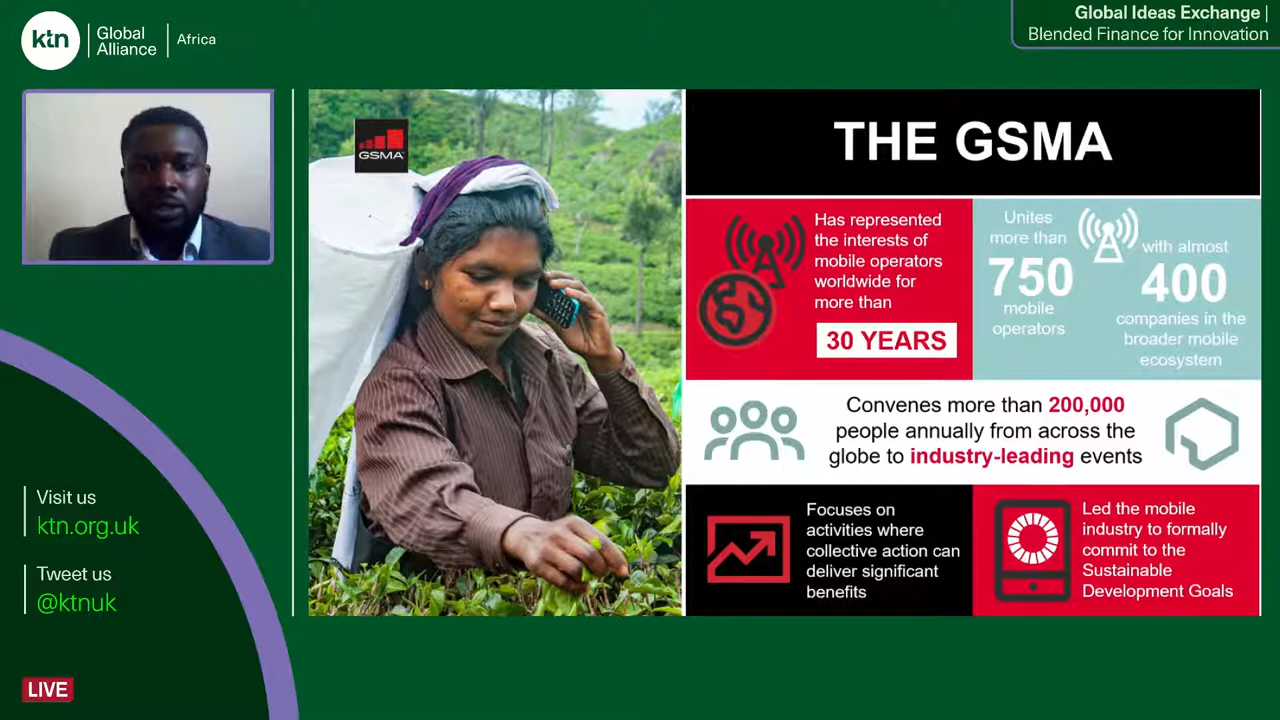 ktn
Global
Alliance
Africa
Global Ideas Exchange |
Blended Finance for Innovation
GSMA
THE GSMA
Has represented
the interests of
mobile operators
worldwide for
more than
30 YEARS
Unites
more than
750
mobile
operators
with almost
400
companies in the
broader mobile
ecosystem
Convenes more than 200,000
people annually from across the
globe to industry-leading events
Focuses on
activities where
collective action can
deliver significant
benefits
Led the mobile
industry to formally
commit to the
Sustainable
Development Goals
Visit us
ktn.org.uk
Tweet us
@ktnuk
LIVE